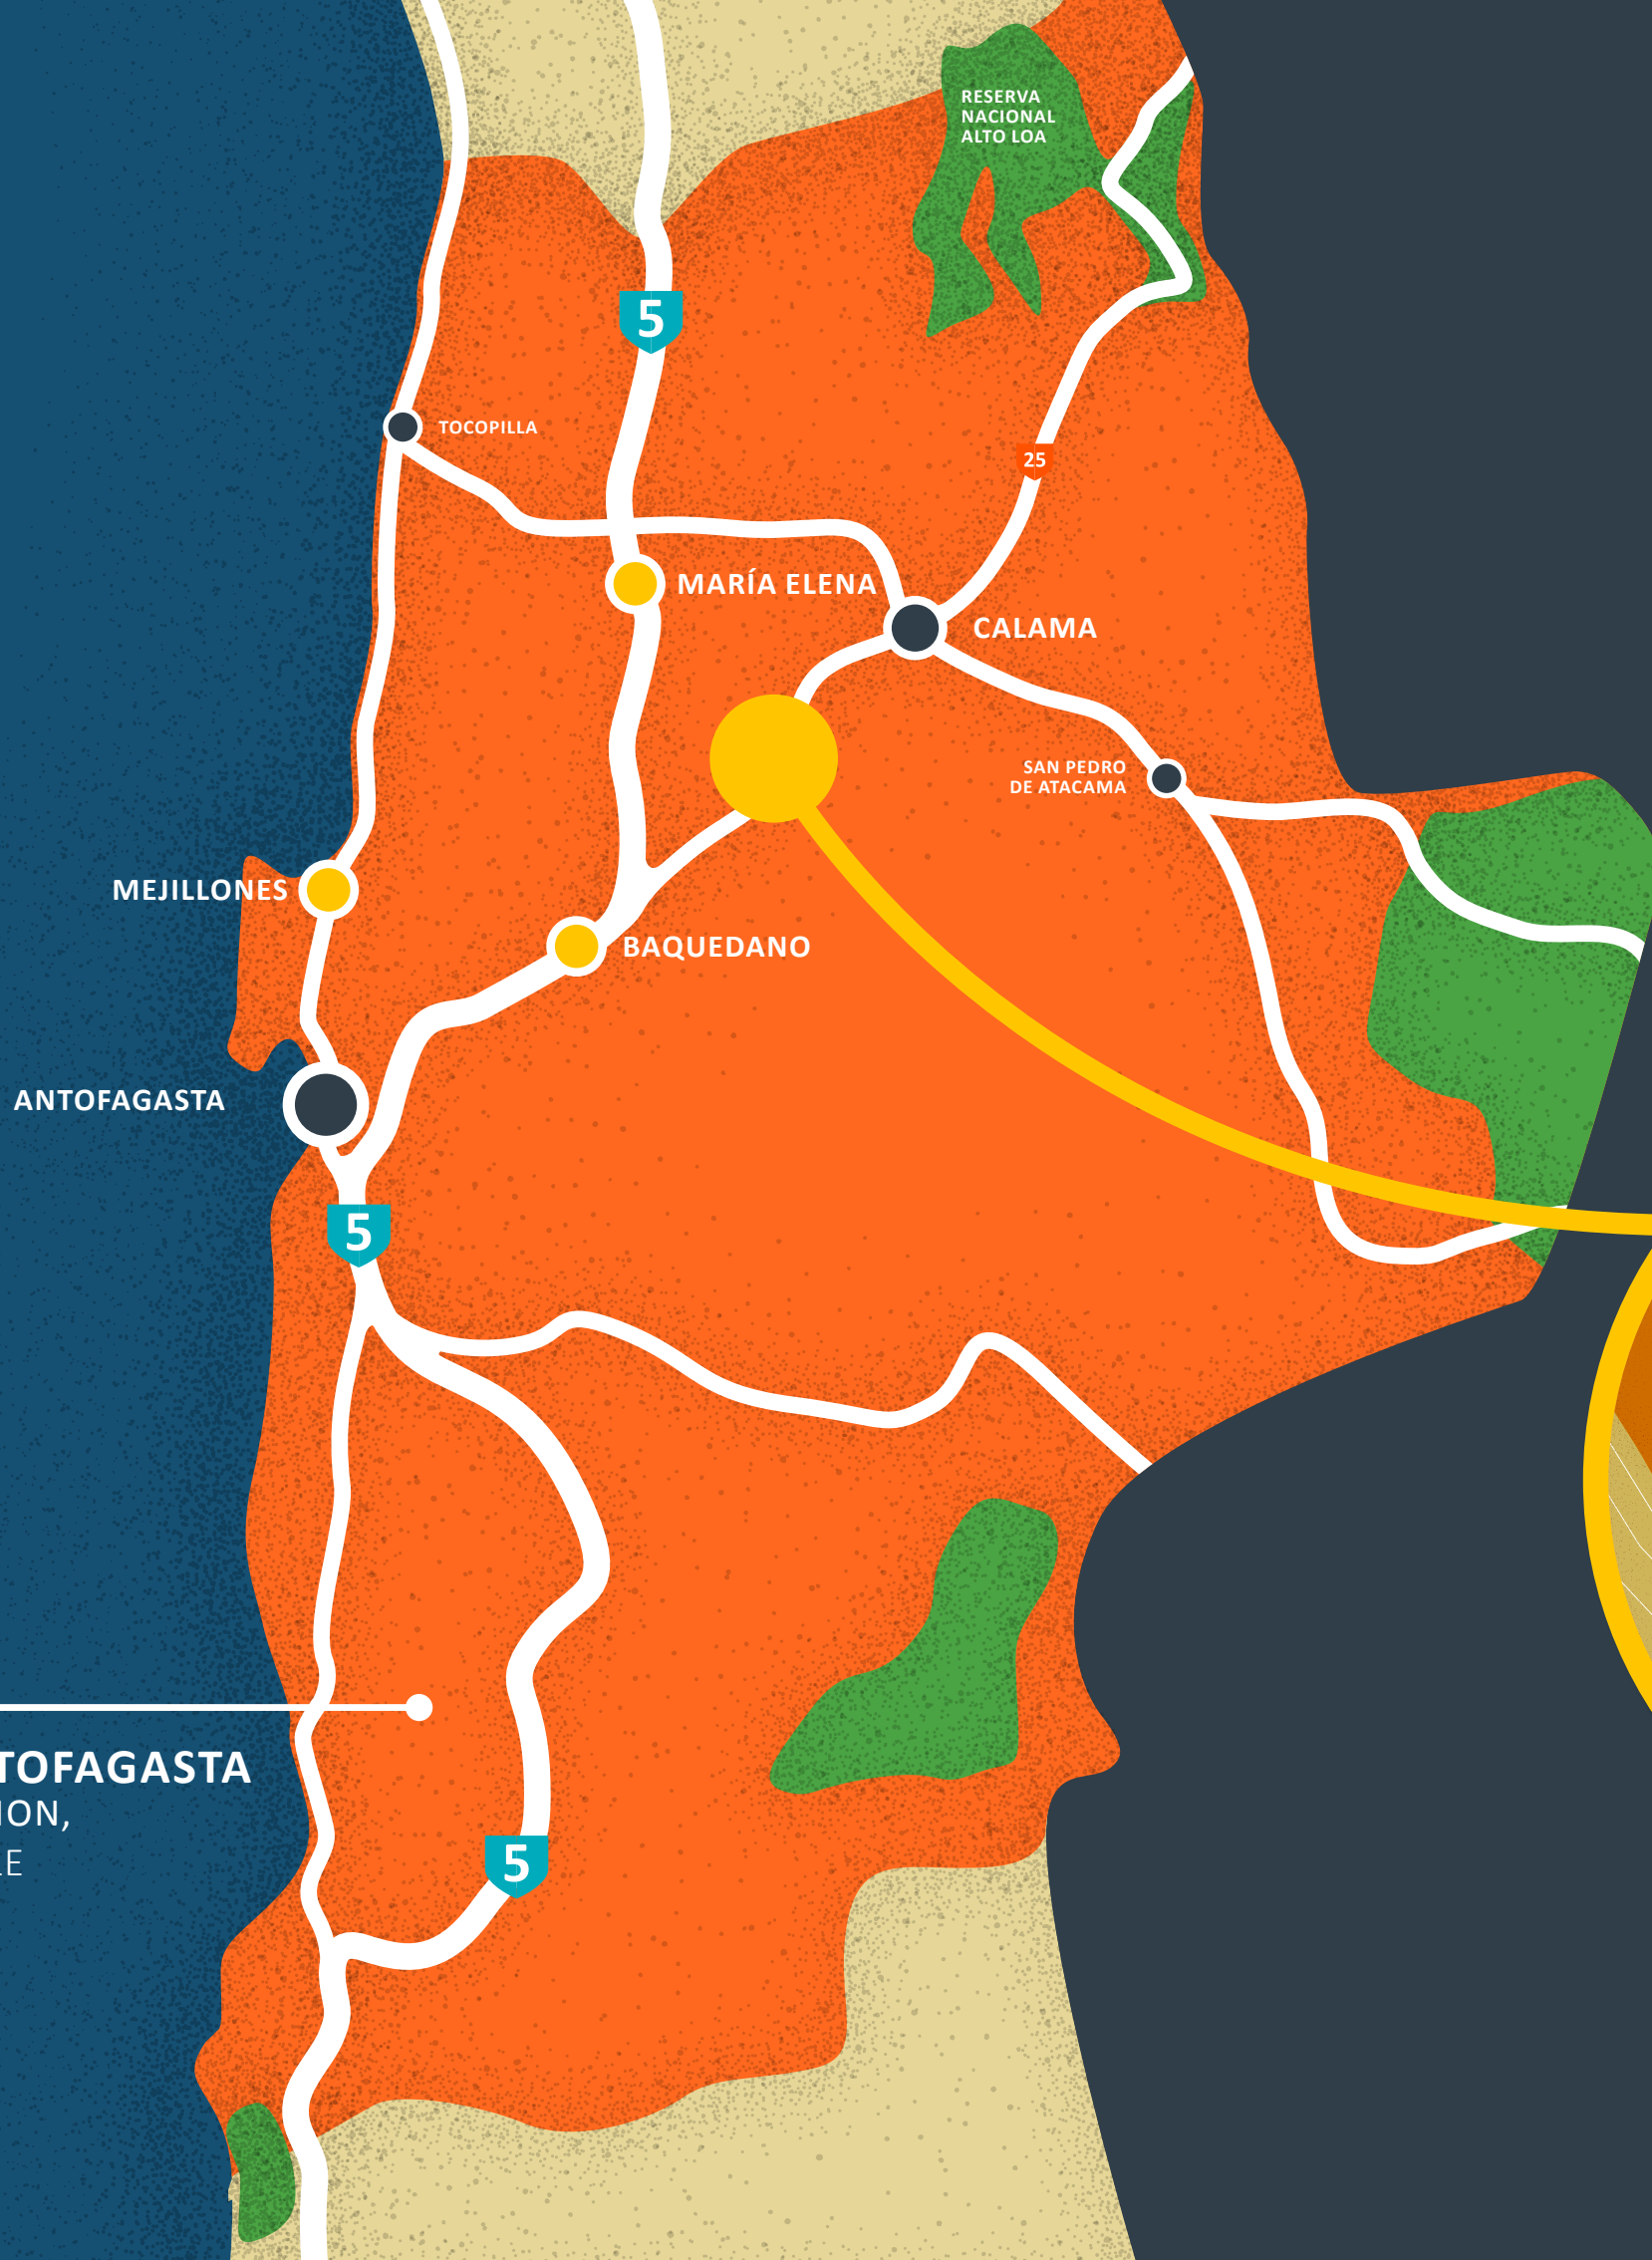 RESERVA
NACIONAL
ALTO LOA
5
TOCOPILLA
25
MARÍA ELENA
CALAMA
SAN PEDRO
DE ATACAMA
MEJILLONES
BAQUEDANO
ANTOFAGASTA
5
TOFAGASTA
ION,
LE
5